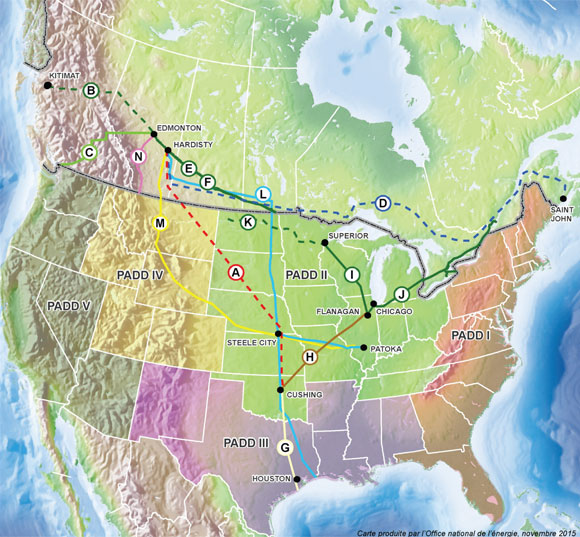 KITIMAT
B
EDMONTON
HARDISTY
C
N
E
F
L
D
SAINT
JOHN
M
K
SUPERIOR
A
PADD IV
PADD II
I
J
PADD V
FLANAGAN
CHICAGO
PADD I
STEELE CITY
H
PATOKA
CUSHING
PADD III
G
HOUSTON
Carte produite par l'Office national de l'énergie, novembre 2015